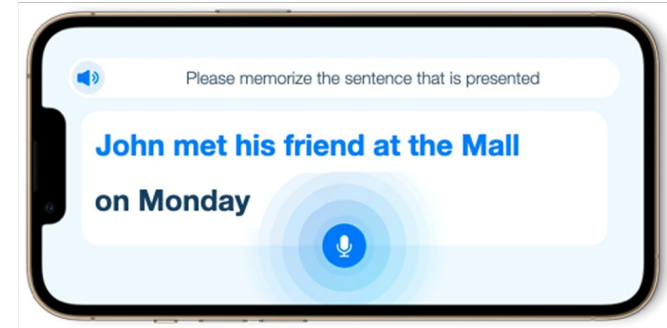 Please memorize the sentence that is presented
John met his friend at the Mall
on Monday